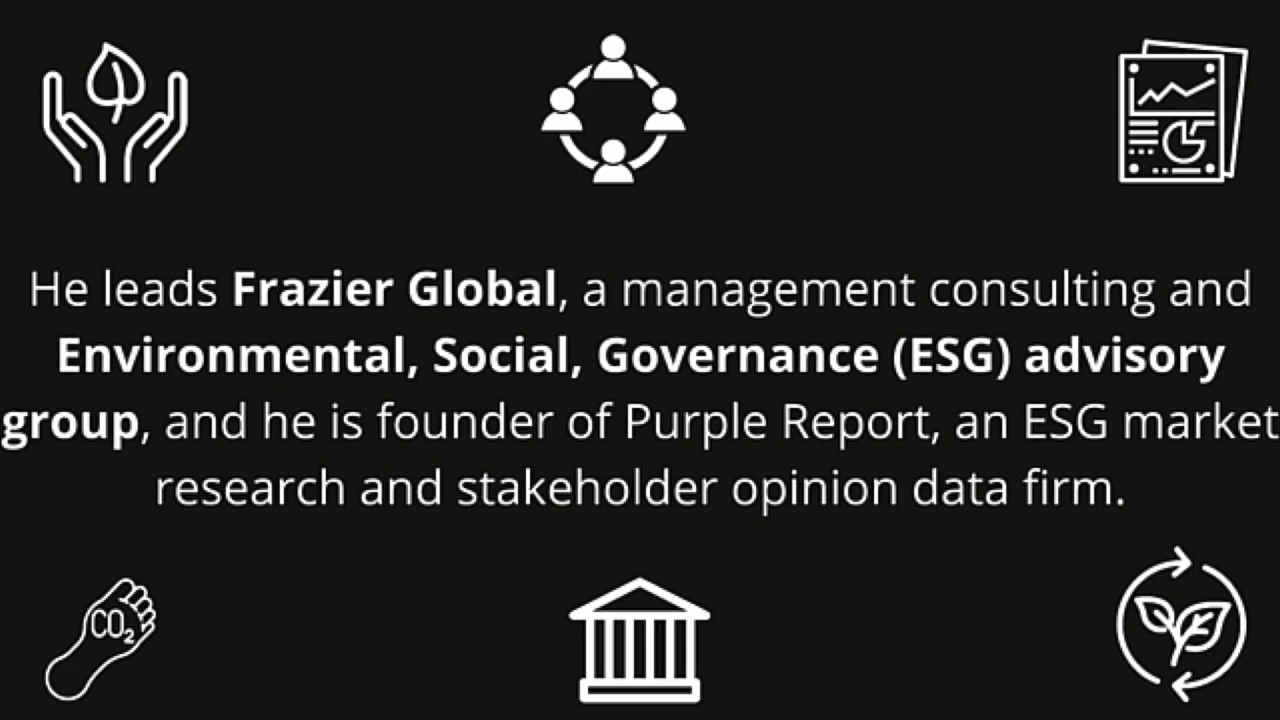 He leads Frazier Global, a management consulting and
Environmental, Social, Governance (ESG) advisory
group, and he is founder of Purple Report, an ESG market
research and stakeholder opinion data firm.
CO₂